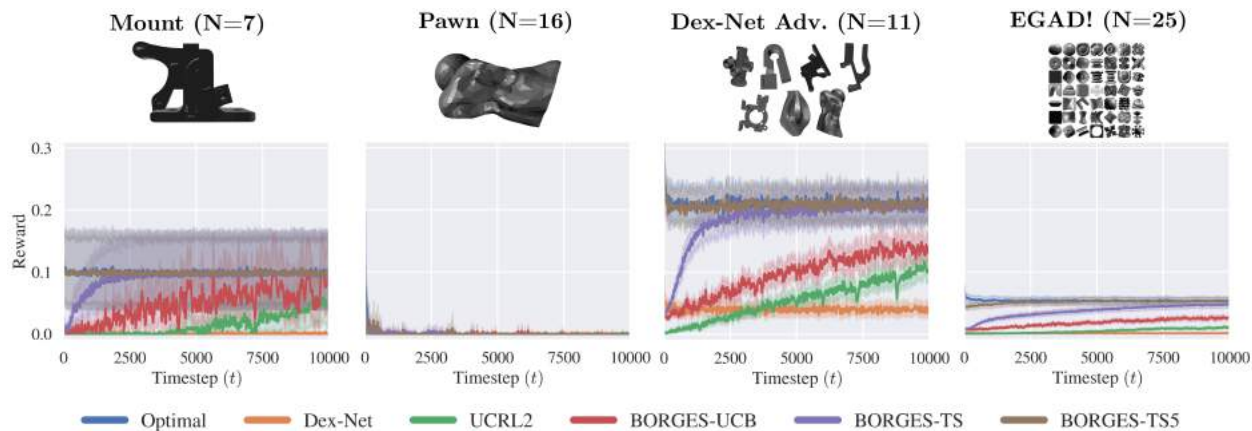 Mount (N=7) Pawn (N=16) Dex-Net Adv. (N=11) EGAD! (N=25)
0.3
0.2
0.1
0.0
Reward
0 2500 5000 7500 10000 0 2500 5000 7500 10000 0 2500 5000 7500 10000 0 2500 5000 7500 10000
Timestep (t) Timestep (t) Timestep (t) Timestep (t)
Optimal Dex-Net UCRL2 BORGES-UCB BORGES-TS BORGES-TS5